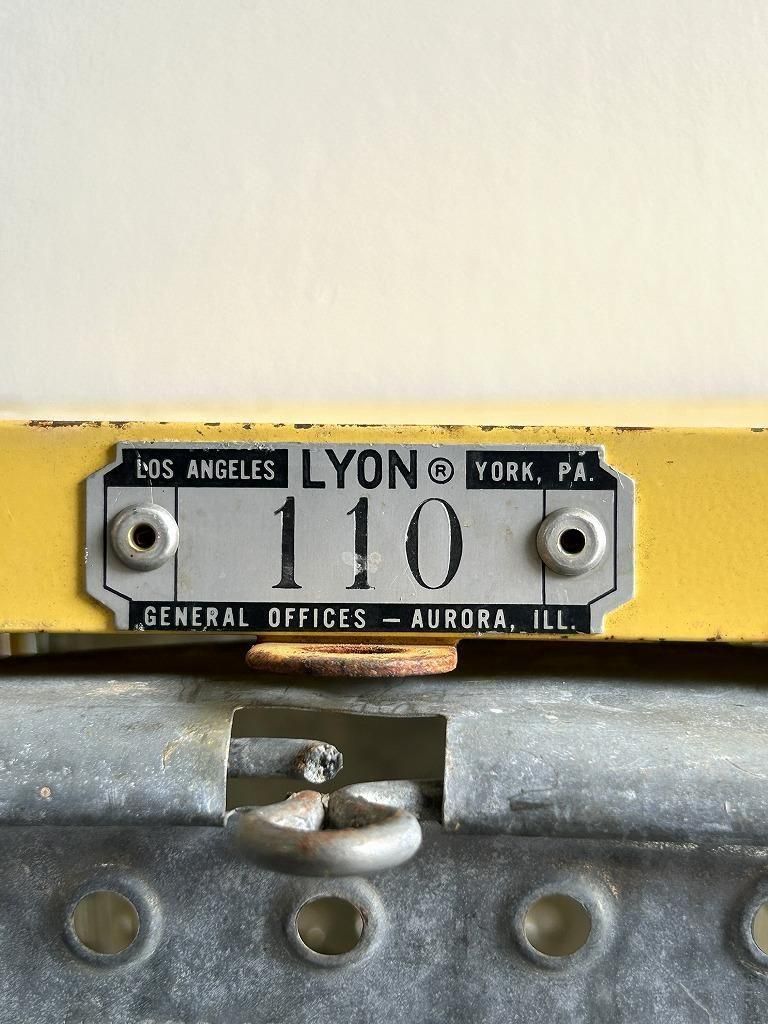 LOS ANGELES LYON ® YORK, PA.
110
GENERAL OFFICES — AURORA, ILL.